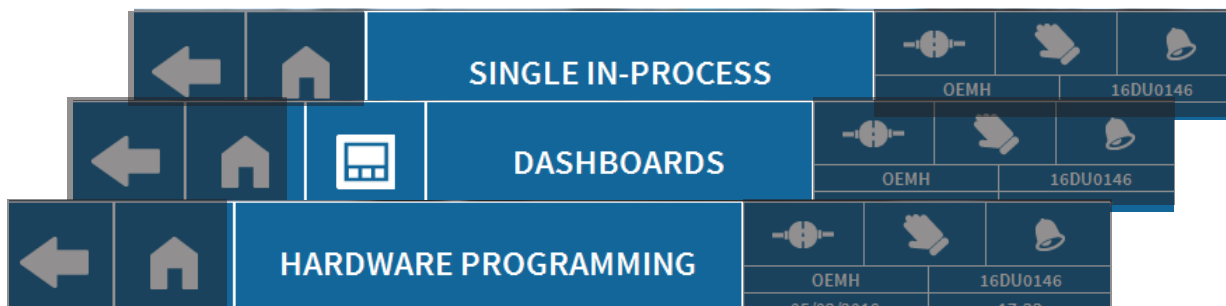 SINGLE IN-PROCESS
OEMH 16DU0146
DASHBOARDS
OEMH 16DU0146
HARDWARE PROGRAMMING
OEMH 16DU0146